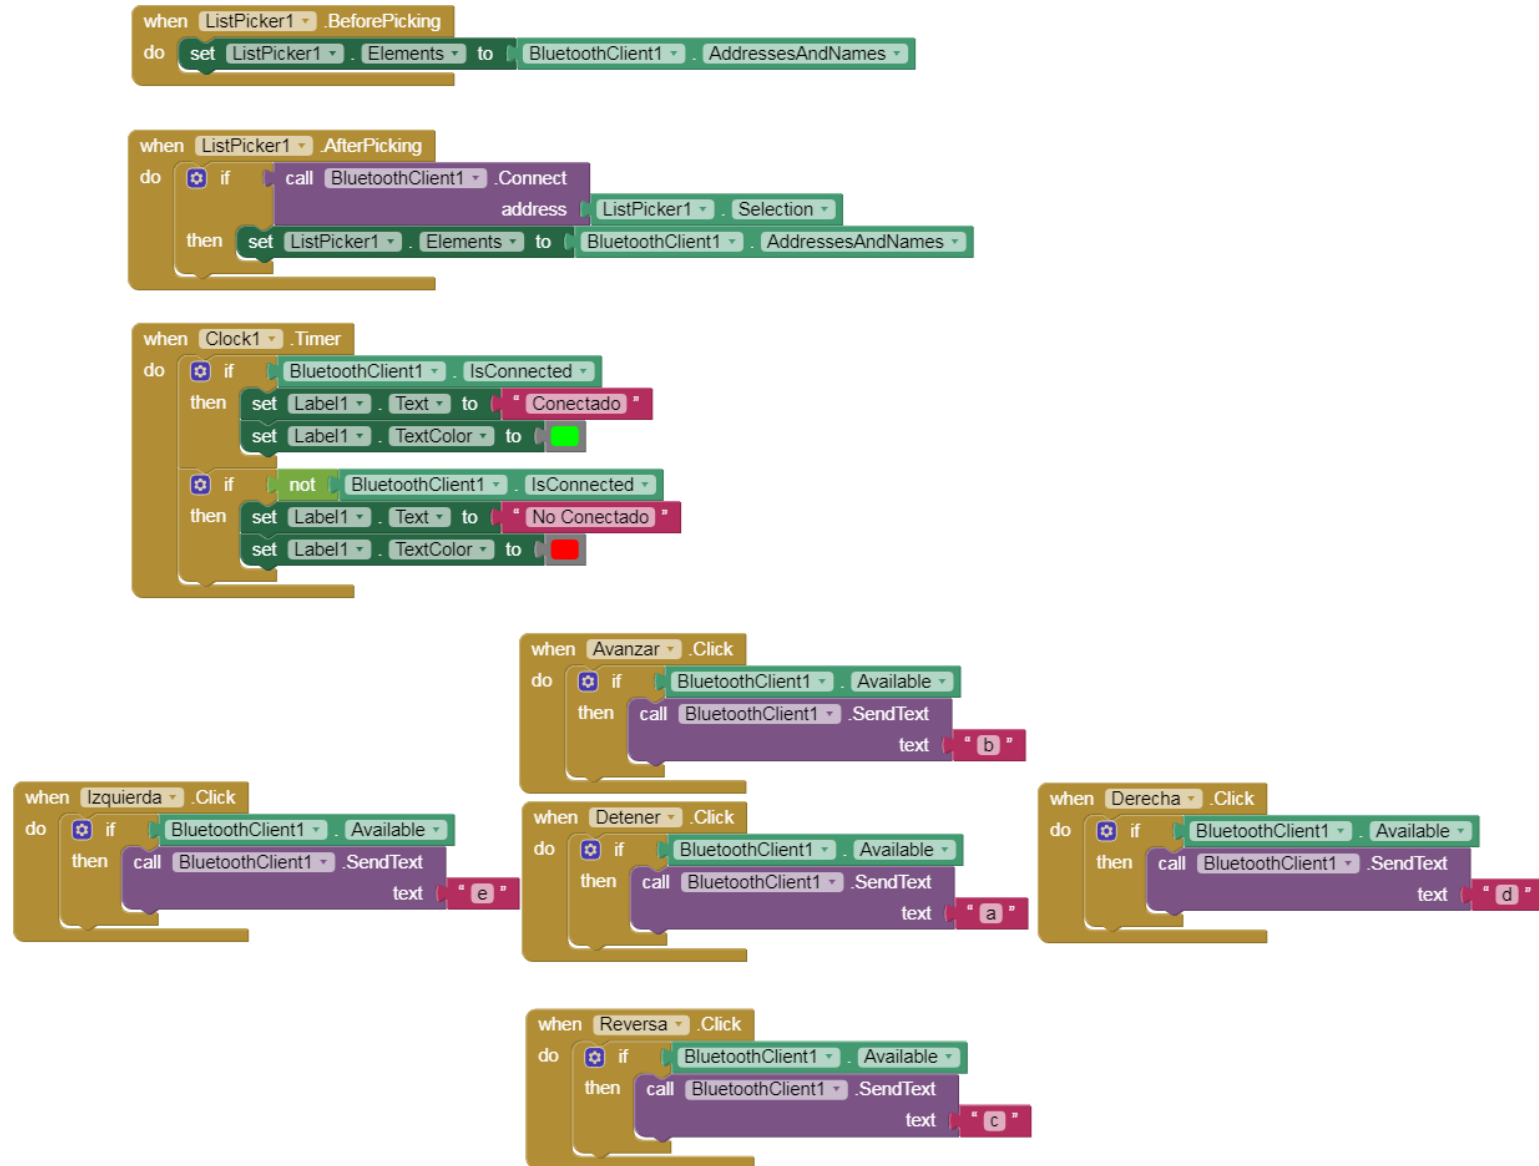 when ListPicker1 .BeforePicking
do set ListPicker1 . Elements to BluetoothClient1 . AddressesAndNames
when ListPicker1 .AfterPicking
do if call BluetoothClient1 .Connect
address ListPicker1 . Selection
then set ListPicker1 . Elements to BluetoothClient1 . AddressesAndNames
when Clock1 .Timer
do if BluetoothClient1 . IsConnected
then set Label1 . Text to " Conectado "
set Label1 . TextColor to
if not BluetoothClient1 . IsConnected
then set Label1 . Text to " No Conectado "
set Label1 . TextColor to
when Avanzar .Click
do if BluetoothClient1 . Available
then call BluetoothClient1 .SendText
text " b "
when Izquierda .Click
do if BluetoothClient1 . Available
then call BluetoothClient1 .SendText
text " e "
when Detener .Click
do if BluetoothClient1 . Available
then call BluetoothClient1 .SendText
text " a "
when Derecha .Click
do if BluetoothClient1 . Available
then call BluetoothClient1 .SendText
text " d "
when Reversa .Click
do if BluetoothClient1 . Available
then call BluetoothClient1 .SendText
text " c "